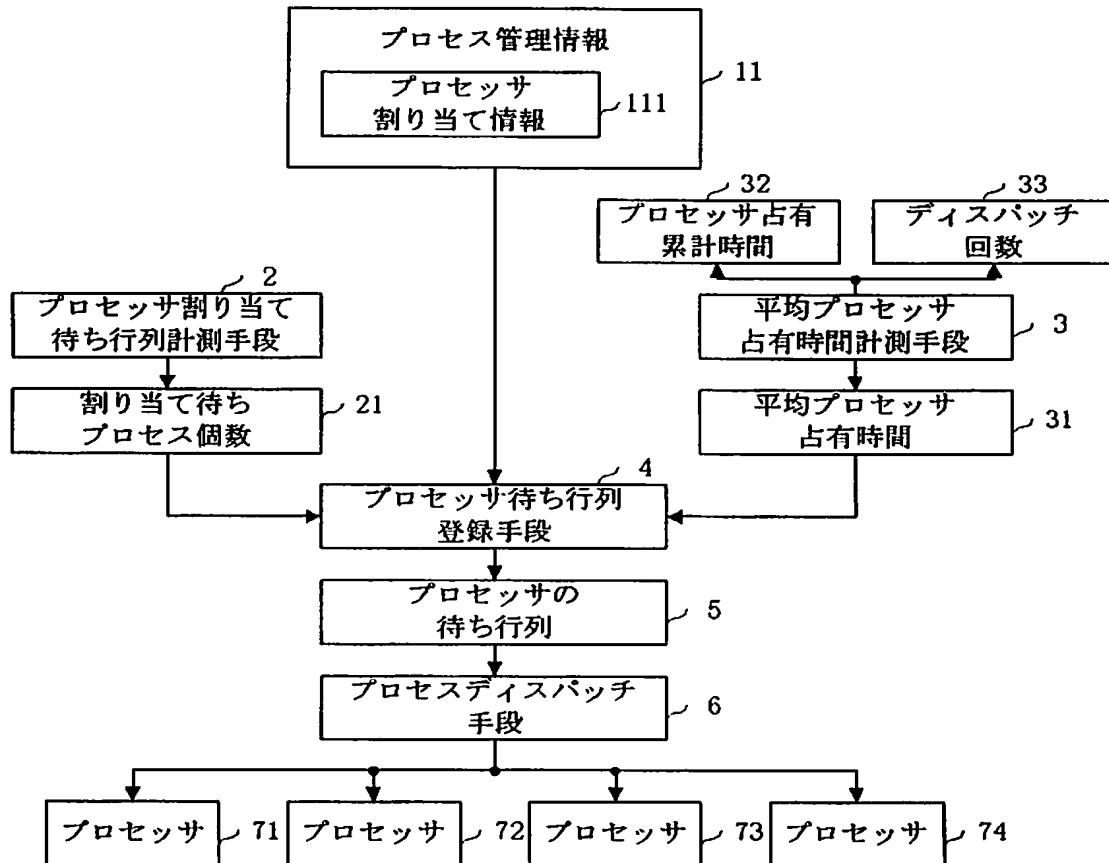 プロセス管理情報
11
プロセッサ
割り当て情報
111
32
33
プロセッサ占有
累計時間
ディスパッチ
回数
2
プロセッサ割り当て
待ち行列計測手段
平均プロセッサ
占有時間計測手段
3
割り当て待ち
プロセス個数
21
平均プロセッサ
占有時間
31
4
プロセッサ待ち行列
登録手段
プロセッサの
待ち行列
5
プロセスディスパッチ
手段
6
プロセッサ
71
プロセッサ
72
プロセッサ
73
プロセッサ
74